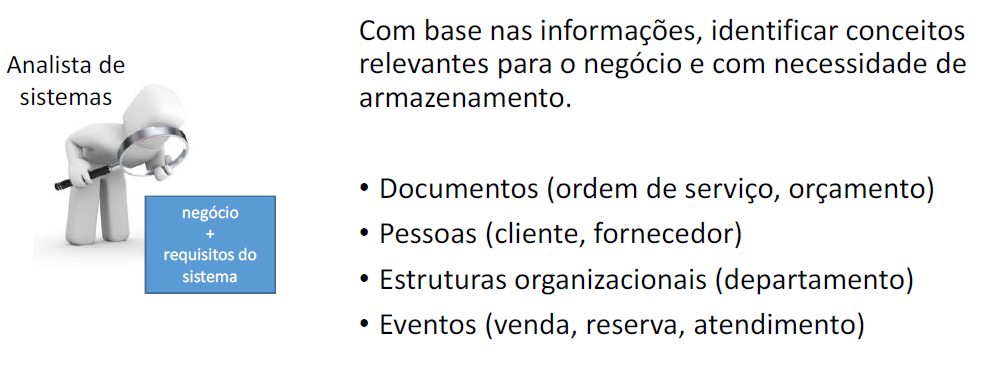 Analista de
sistemas
negócio
+
requisitos do
sistema
Com base nas informações, identificar conceitos
relevantes para o negócio e com necessidade de
armazenamento.
• Documentos (ordem de serviço, orçamento)
• Pessoas (cliente, fornecedor)
• Estruturas organizacionais (departamento)
• Eventos (venda, reserva, atendimento)